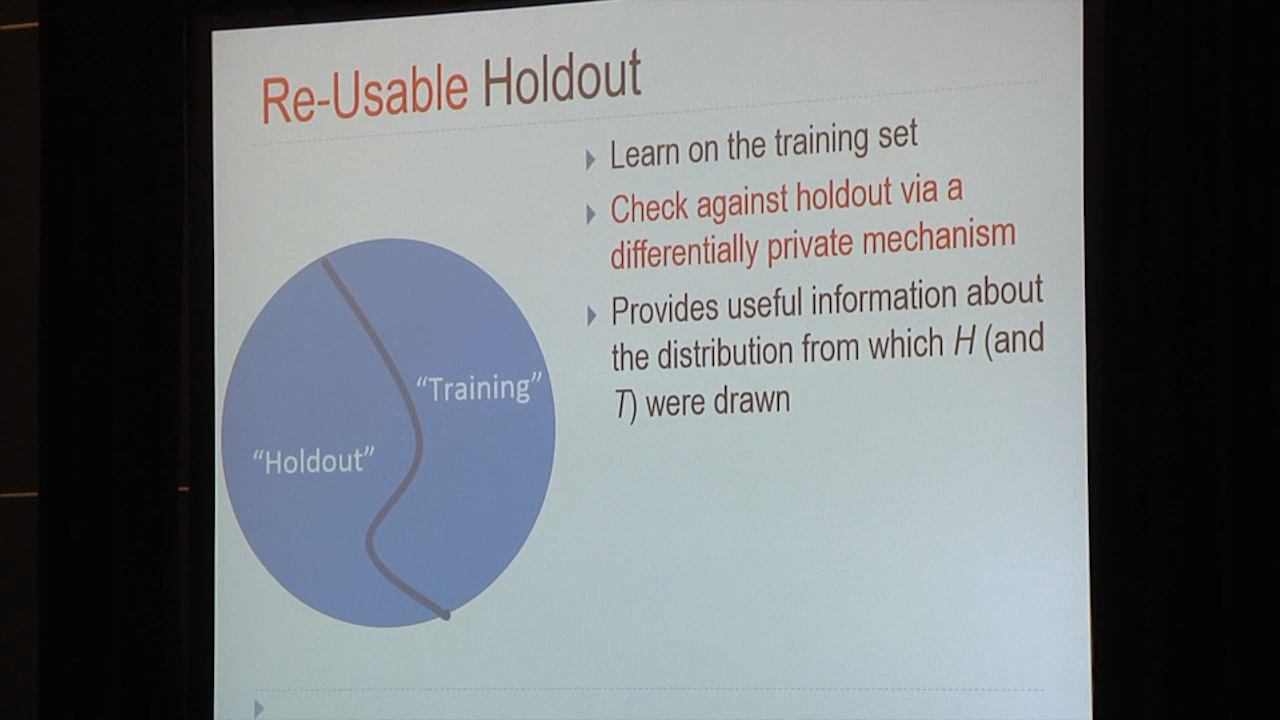 Re-Usable Holdout
Learn on the training set
Check against holdout via a
differentially private mechanism
Provides useful information about
the distribution from which H (and
T) were drawn
“Training”
“Holdout”